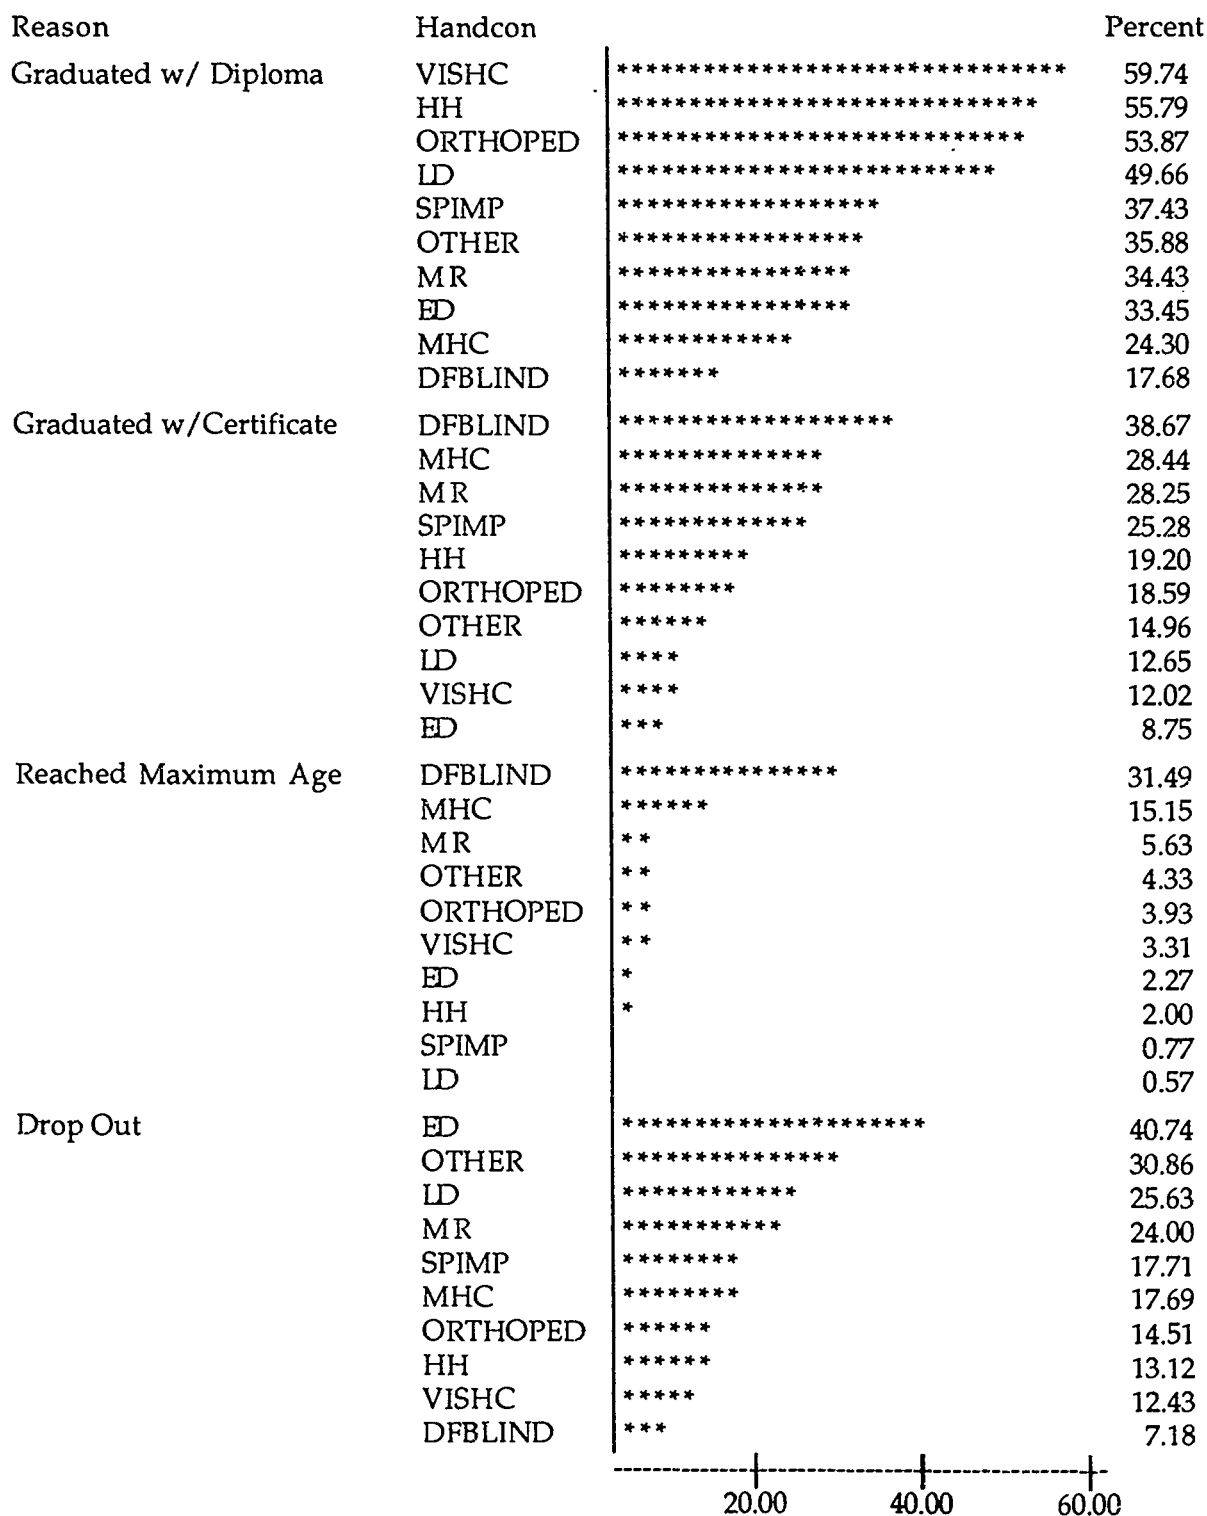 Reason Handcon Percent
Graduated w/ Diploma VISHC ******************************* 59.74
HH ***************************** 55.79
ORTHOPED **************************** 53.87
LD ************************** 49.66
SPIMP ****************** 37.43
OTHER ***************** 35.88
MR **************** 34.43
ED **************** 33.45
MHC ************ 24.30
DFBLIND ******* 17.68
Graduated w/Certificate DFBLIND ******************* 38.67
MHC ************** 28.44
MR ************** 28.25
SPIMP ************* 25.28
HH ********* 19.20
ORTHOPED ******** 18.59
OTHER ****** 14.96
LD **** 12.65
VISHC **** 12.02
ED *** 8.75
Reached Maximum Age DFBLIND *************** 31.49
MHC ****** 15.15
MR ** 5.63
OTHER ** 4.33
ORTHOPED ** 3.93
VISHC ** 3.31
ED * 2.27
HH * 2.00
SPIMP 0.77
LD 0.57
Drop Out ED ********************* 40.74
OTHER *************** 30.86
LD ************ 25.63
MR *********** 24.00
SPIMP ******** 17.71
MHC ******** 17.69
ORTHOPED ****** 14.51
HH ****** 13.12
VISHC ***** 12.43
DFBLIND *** 7.18
20.00 40.00 60.00